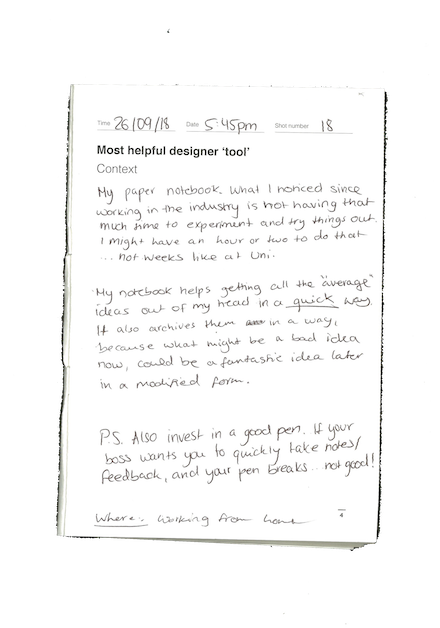 Time 26/09/18 Date 5:45pm Shot number 18
Most helpful designer 'tool'
Context
My paper notebook. What I noticed since
working in the industry is not having that
much time to experiment and try things out.
I might have an hour or two to do that
... not weeks like at Uni.
My notebook helps getting all the "average"
ideas out of my head in a quick way.
It also archives them in a way,
because what might be a bad idea
now, could be a fantastic idea later
in a modified form.
P.S. Also invest in a good pen. If your
boss wants you to quickly take notes/
feedback, and your pen breaks... not good!
Where: Working from home
4